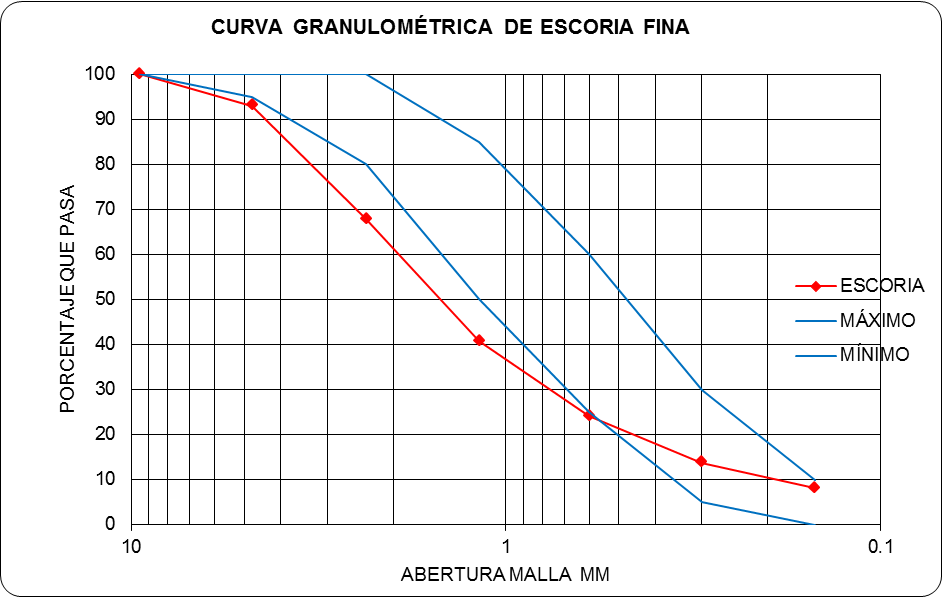 CURVA GRANULOMÉTRICA DE ESCORIA FINA
PORCENTAJE QUE PASA
100
90
80
70
60
50
40
30
20
10
0
10
1
0.1
ABERTURA MALLA MM
ESCORIA
MÁXIMO
MÍNIMO